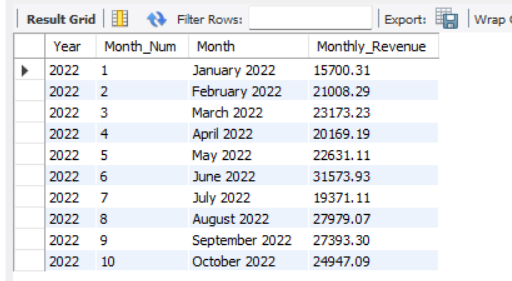 Result Grid Filter Rows: Export: Wrap
Year Month_Num Month Monthly_Revenue
2022 1 January 2022 15700.31
2022 2 February 2022 21008.29
2022 3 March 2022 23173.23
2022 4 April 2022 20169.19
2022 5 May 2022 22631.11
2022 6 June 2022 31573.93
2022 7 July 2022 19371.11
2022 8 August 2022 27979.07
2022 9 September 2022 27393.30
2022 10 October 2022 24947.09